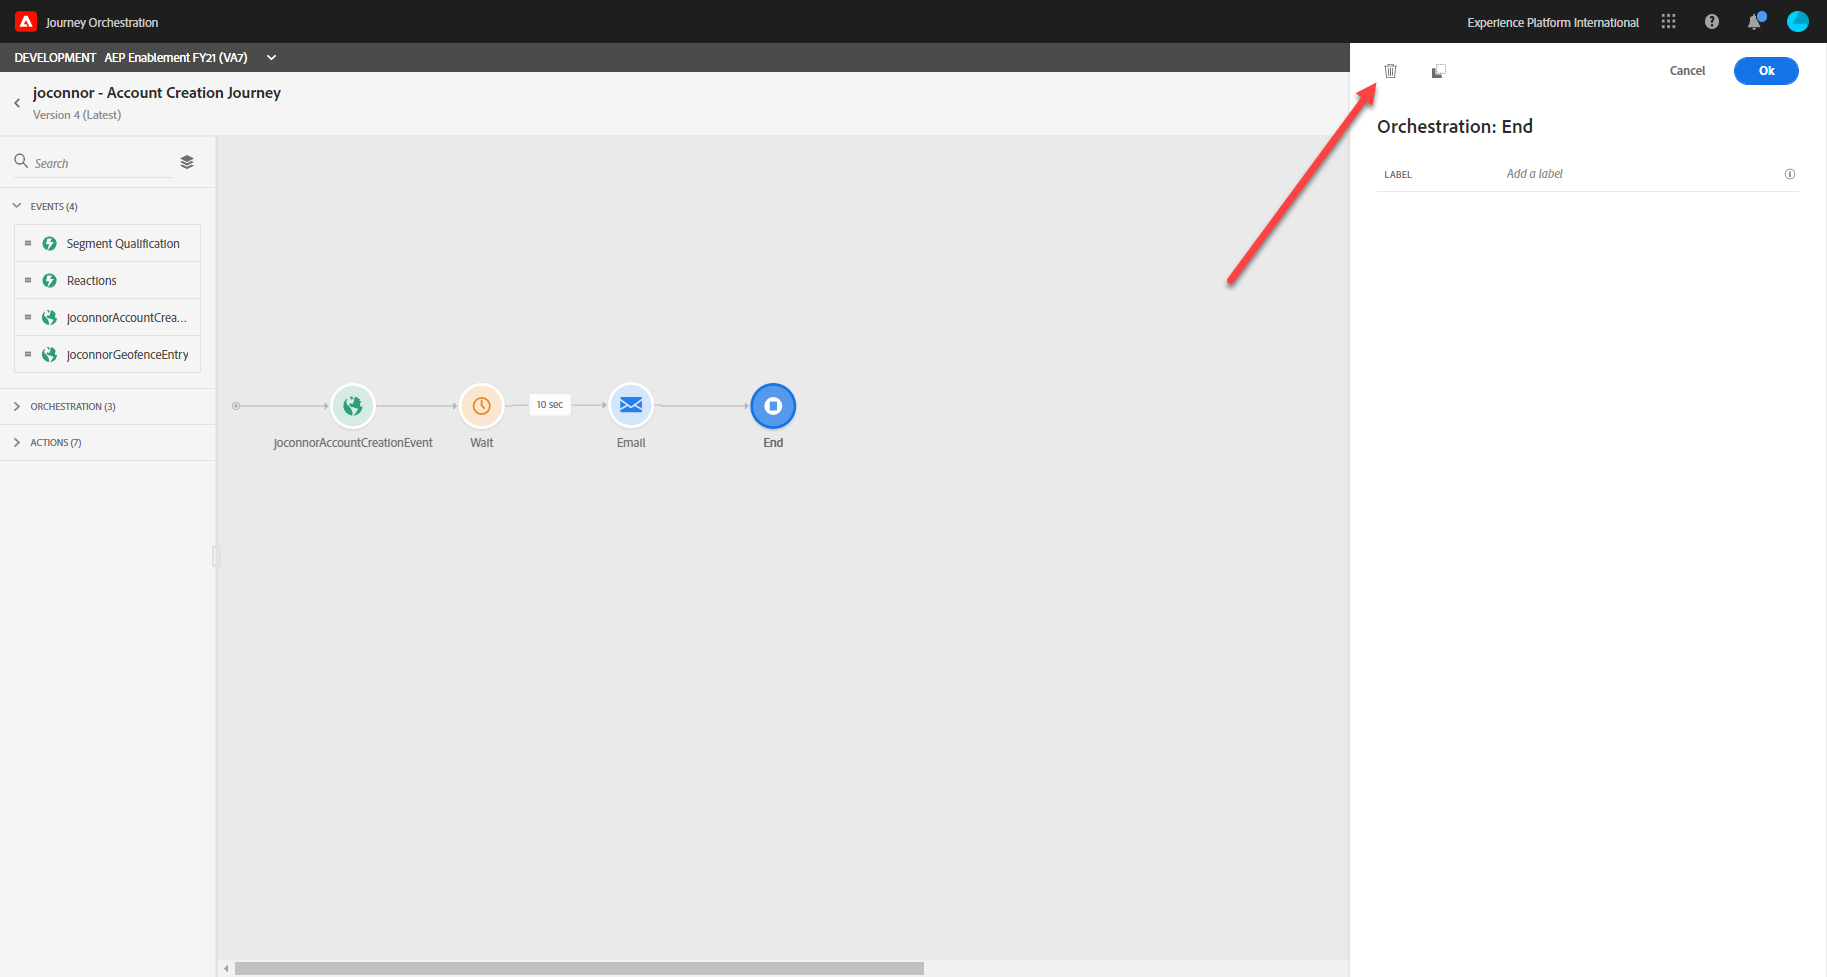 Journey Orchestration
Experience Platform International
DEVELOPMENT AEP Enablement FY21 (VA7)
Cancel
Ok
joconnor - Account Creation Journey
Version 4 (Latest)
Orchestration: End
LABEL
Add a label
Search
EVENTS (4)
Segment Qualification
Reactions
joconnorAccountCrea...
joconnorGeofenceEntry
ORCHESTRATION (3)
ACTIONS (7)
10 sec
joconnorAccountCreationEvent
Wait
Email
End